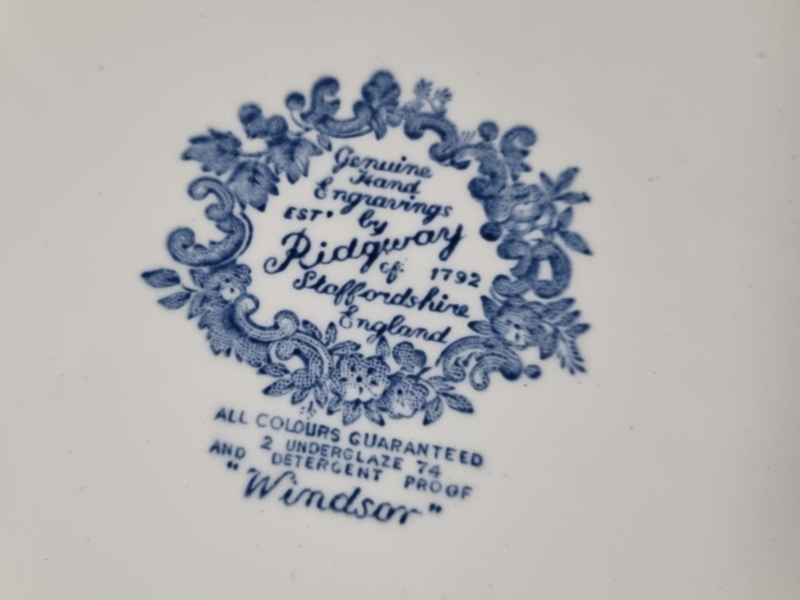 Genuine
Hand
Engravings
EST' by
Ridgway
of 1792
Staffordshire
England
ALL COLOURS GUARANTEED
2 UNDERGLAZE 74
AND DETERGENT PROOF
"Windsor"